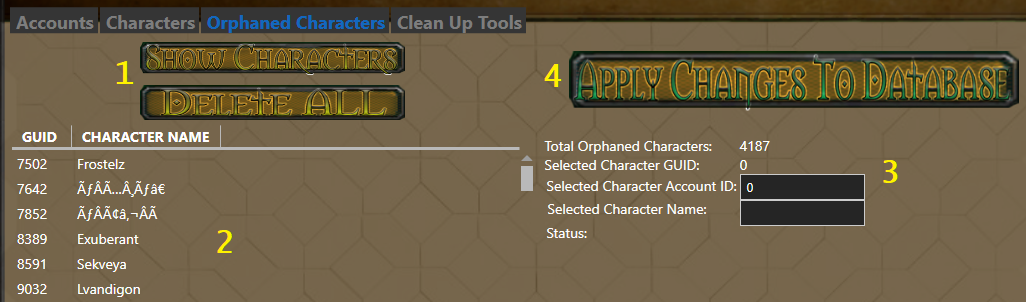 Accounts Characters Orphaned Characters Clean Up Tools
1 Show Characters
Delete All
4 Apply Changes To Database
GUID CHARACTER NAME
7502 Frostelz
7642 ÃƒÂÃ…Â¸Ãƒâ€
7852 ÃƒÂÃ¢â‚¬ÂÃ
8389 Exuberant
8591 Sekveya
9032 Lvandigon
2
Total Orphaned Characters: 4187
Selected Character GUID: 0
Selected Character Account ID: 0
Selected Character Name:
Status:
3